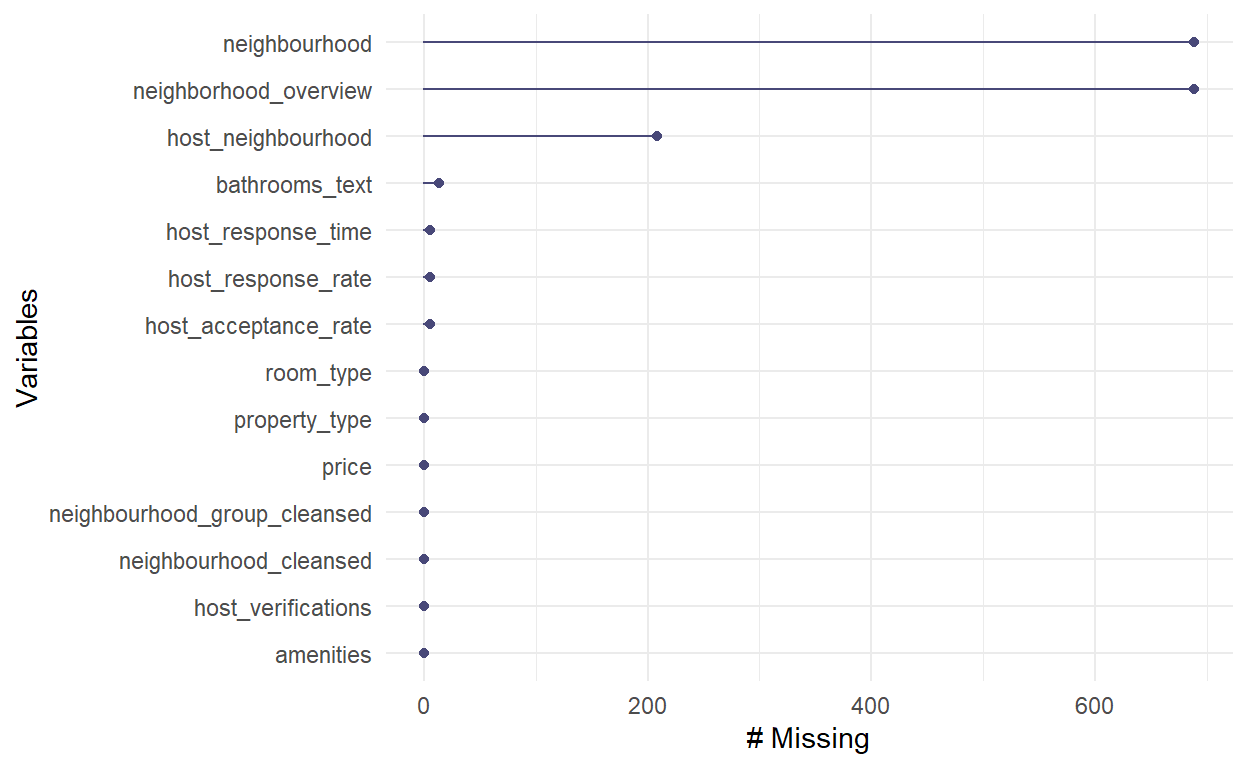 neighbourhood
neighborhood_overview
host_neighbourhood
bathrooms_text
host_response_time
host_response_rate
host_acceptance_rate
room_type
property_type
price
neighbourhood_group_cleansed
neighbourhood_cleansed
host_verifications
amenities
Variables
0 200 400 600
# Missing